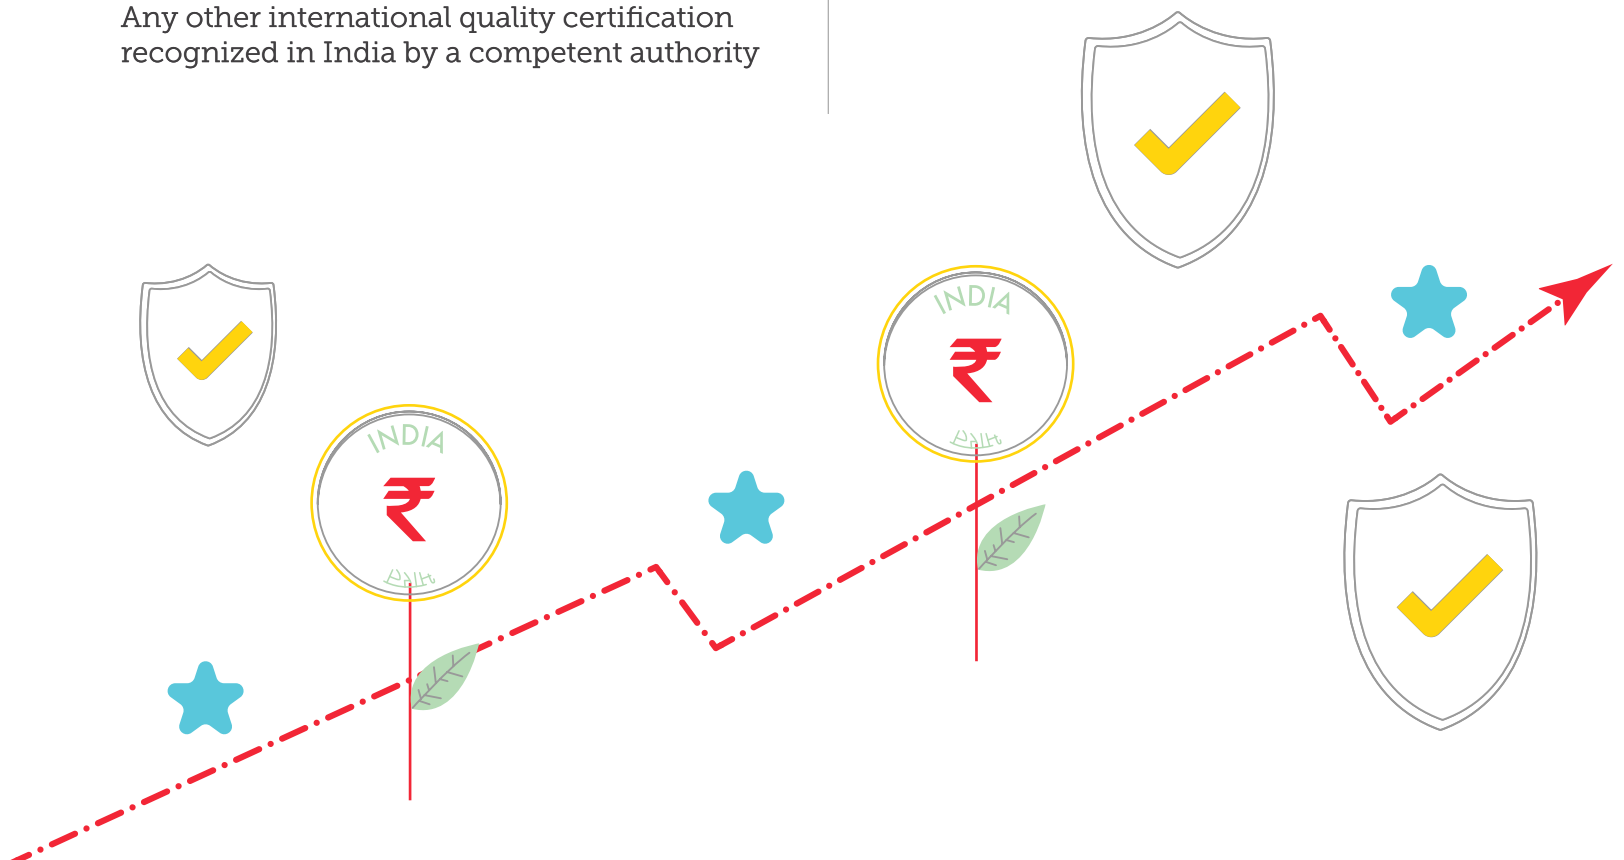 Any other international quality certification
recognized in India by a competent authority
INDIA
₹
INDIA
₹